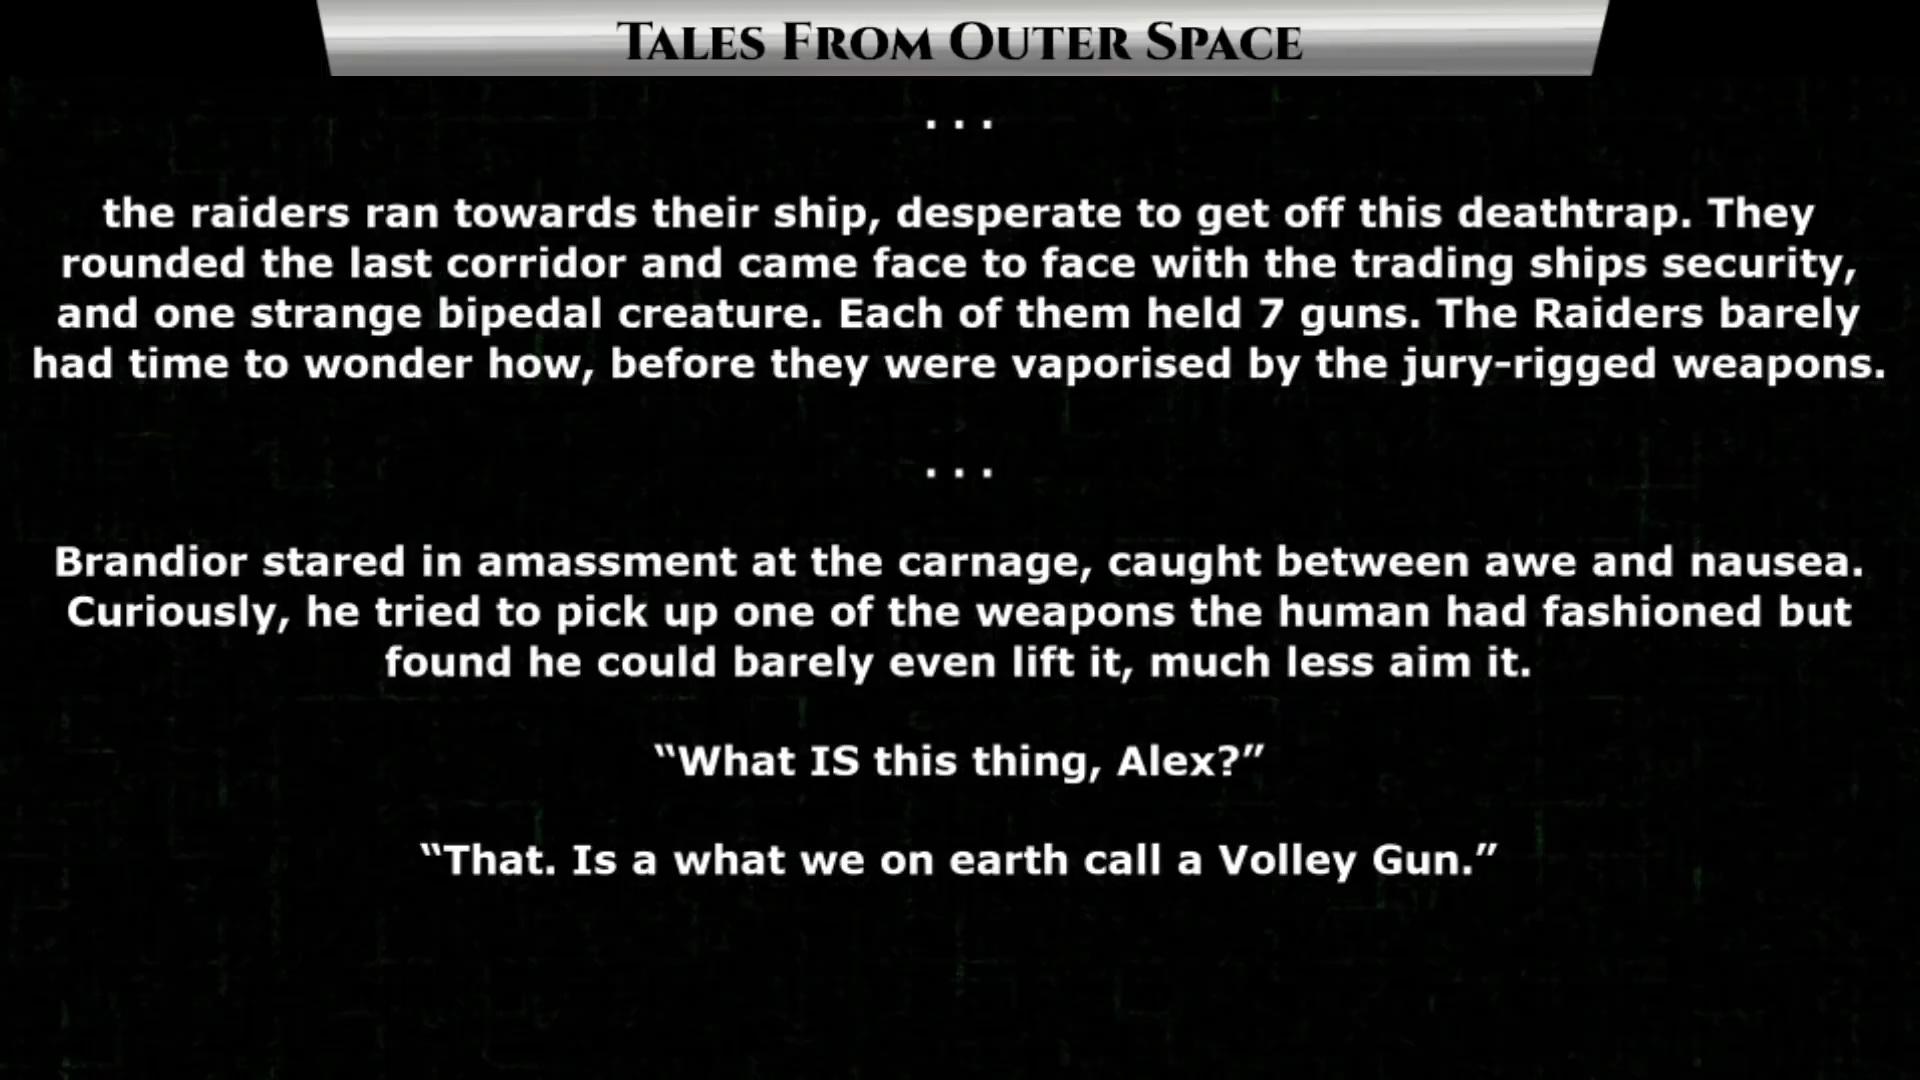 Tales From Outer Space
. . .
the raiders ran towards their ship, desperate to get off this deathtrap. They
rounded the last corridor and came face to face with the trading ships security,
and one strange bipedal creature. Each of them held 7 guns. The Raiders barely
had time to wonder how, before they were vaporised by the jury-rigged weapons.
. . .
Brandior stared in amassment at the carnage, caught between awe and nausea.
Curiously, he tried to pick up one of the weapons the human had fashioned but
found he could barely even lift it, much less aim it.
“What IS this thing, Alex?”
“That. Is a what we on earth call a Volley Gun.”